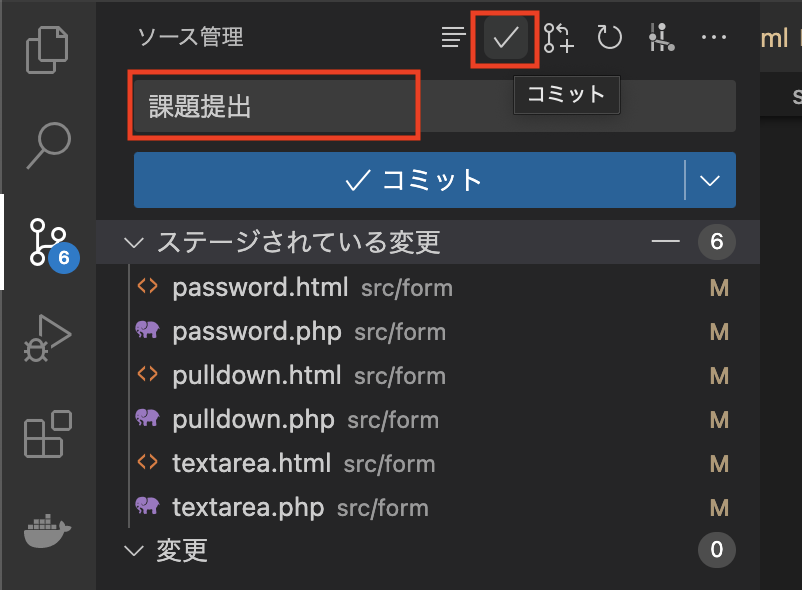 ソース管理
ml
課題提出
コミット
コミット
ステージされている変更 6
6
password.html src/form M
password.php src/form M
pulldown.html src/form M
pulldown.php src/form M
textarea.html src/form M
textarea.php src/form M
変更 0